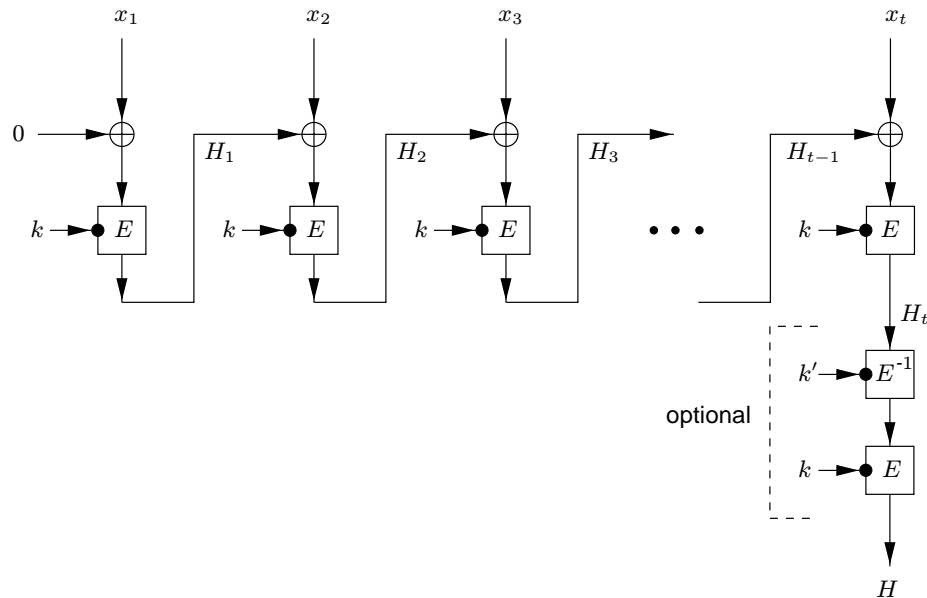 x₁ x₂ x₃ xₜ
0
H₁ H₂ H₃ Hₜ₋₁
k E k E k E k E
Hₜ
k′ E⁻¹
optional
k E
H